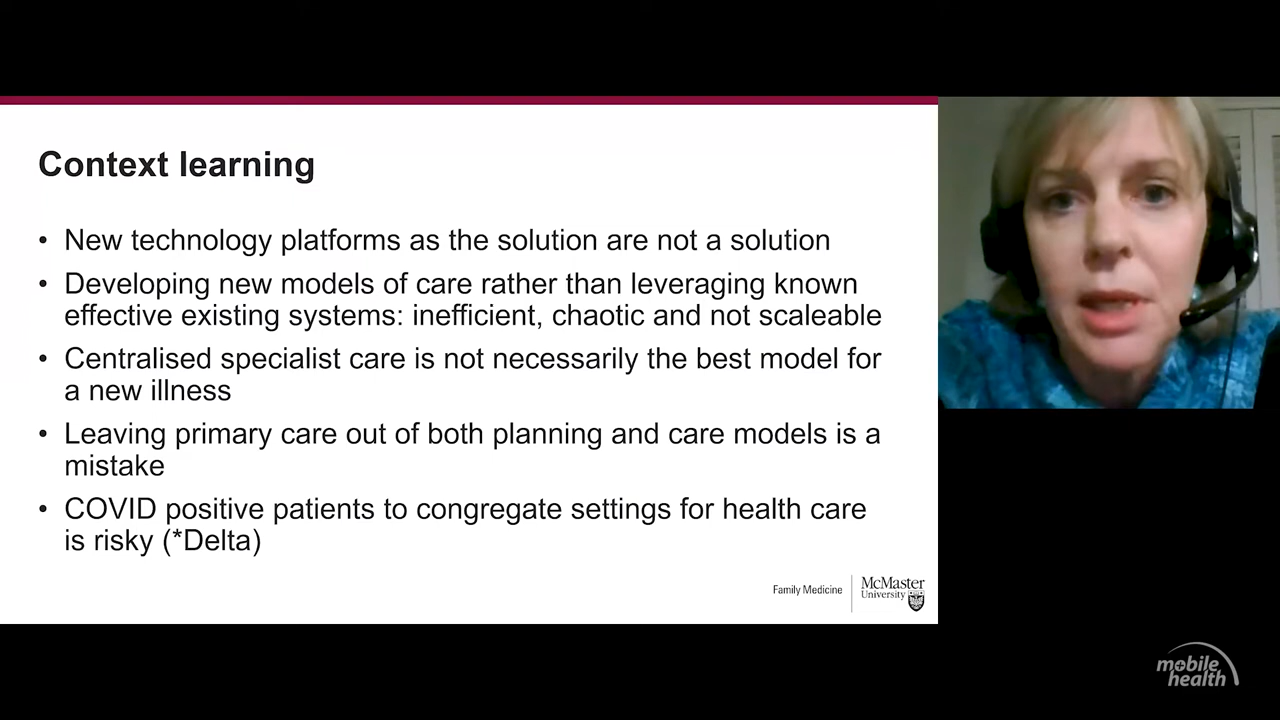 Context learning
• New technology platforms as the solution are not a solution
• Developing new models of care rather than leveraging known
effective existing systems: inefficient, chaotic and not scaleable
• Centralised specialist care is not necessarily the best model for
a new illness
• Leaving primary care out of both planning and care models is a
mistake
• COVID positive patients to congregate settings for health care
is risky (*Delta)
Family Medicine
McMaster
University
mobile
health